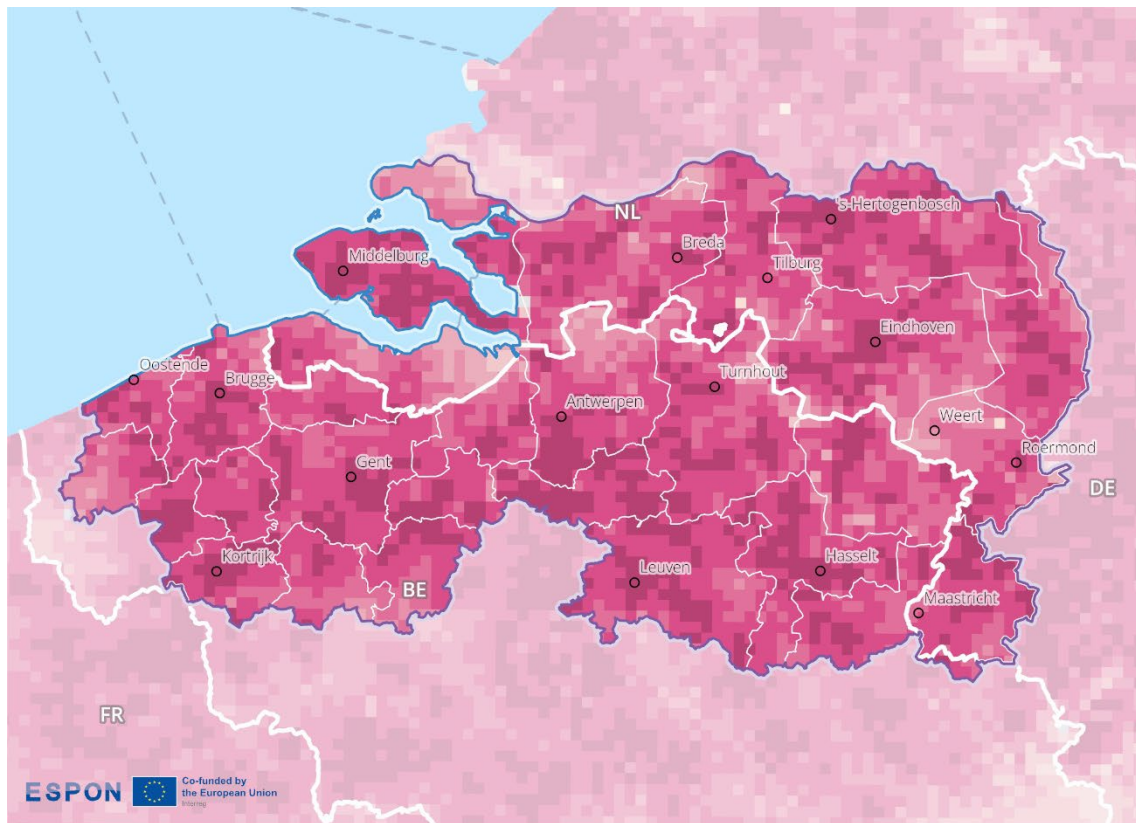 NL
's-Hertogenbosch
Middelburg
Breda
Tilburg
Eindhoven
Oostende
Brugge
Turnhout
Antwerpen
Weert
Roermond
Gent
DE
Kortrijk
Hasselt
Leuven
BE
Maastricht
FR
ESPON
Co-funded by
the European Union
Interreg